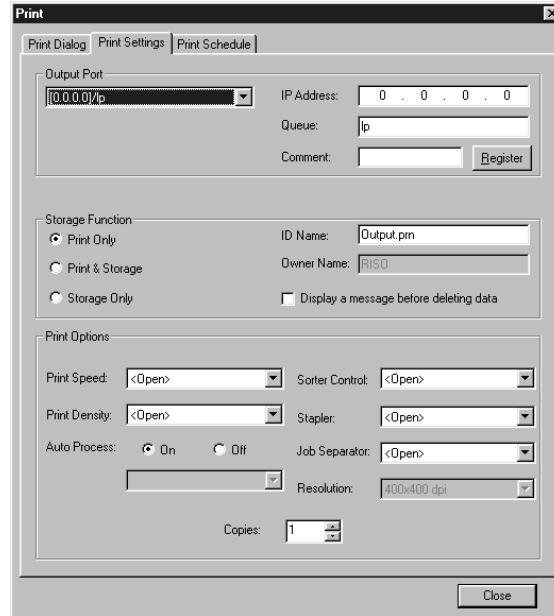 Print
Print Dialog Print Settings Print Schedule
Output Port
[0.0.0.0]/lp
IP Address: 0 . 0 . 0 . 0
Queue: lp
Comment: Register
Storage Function
Print Only
ID Name: Output.prn
Print & Storage
Owner Name: RISO
Storage Only
Display a message before deleting data
Print Options
Print Speed: <Open> Sorter Control: <Open>
Print Density: <Open> Stapler: <Open>
Auto Process: On Off Job Separator: <Open>
Resolution: 400x400 dpi
Copies: 1
Close